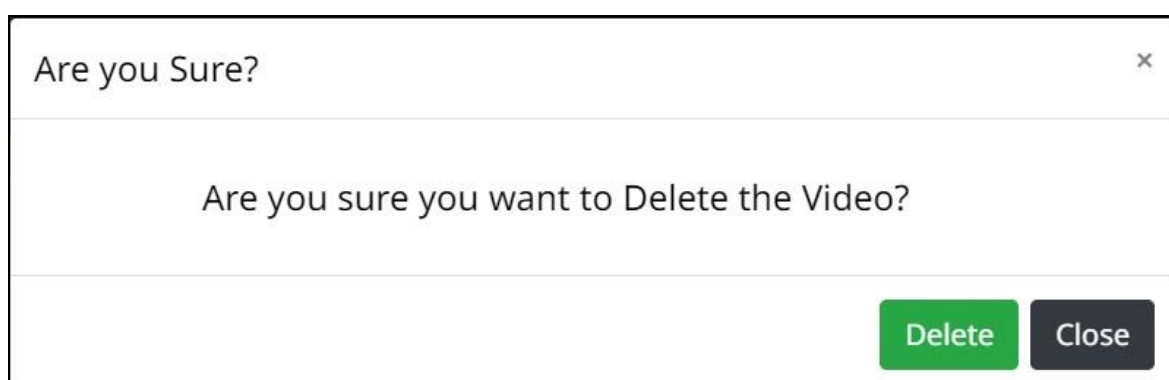 Are you Sure?
×
Are you sure you want to Delete the Video?
Delete
Close